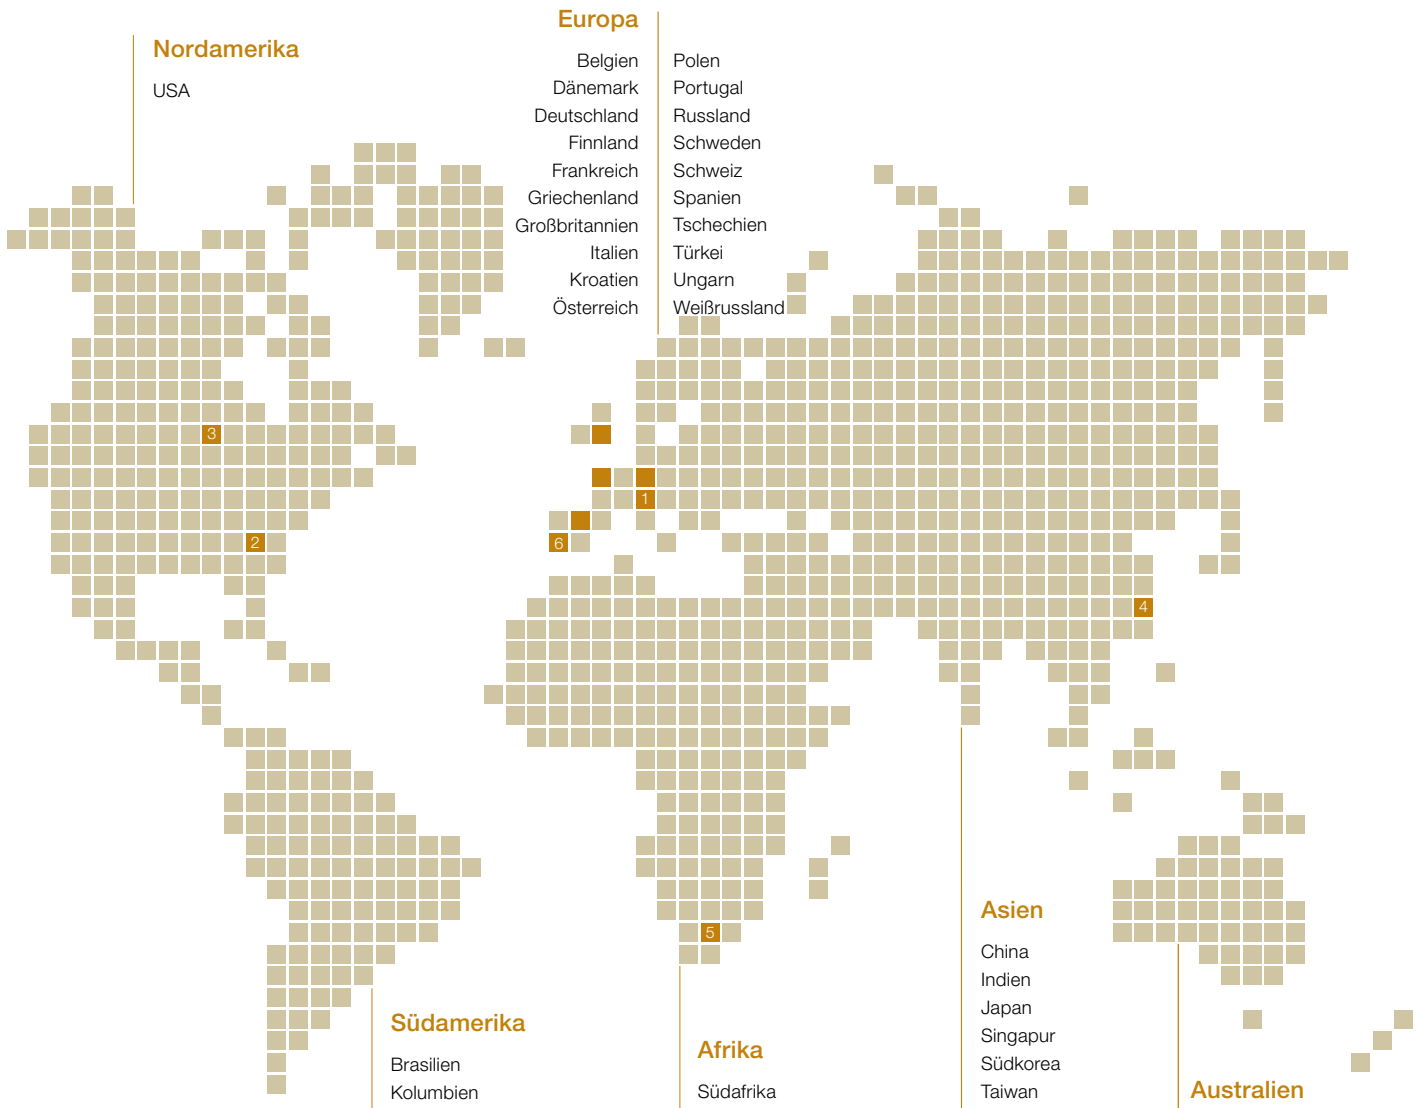 Nordamerika
USA
Europa
Belgien
Dänemark
Deutschland
Finnland
Frankreich
Griechenland
Großbritannien
Italien
Kroatien
Österreich
Polen
Portugal
Russland
Schweden
Schweiz
Spanien
Tschechien
Türkei
Ungarn
Weißrussland
3
1
2
6
4
5
Südamerika
Brasilien
Kolumbien
Afrika
Südafrika
Asien
China
Indien
Japan
Singapur
Südkorea
Taiwan
Australien